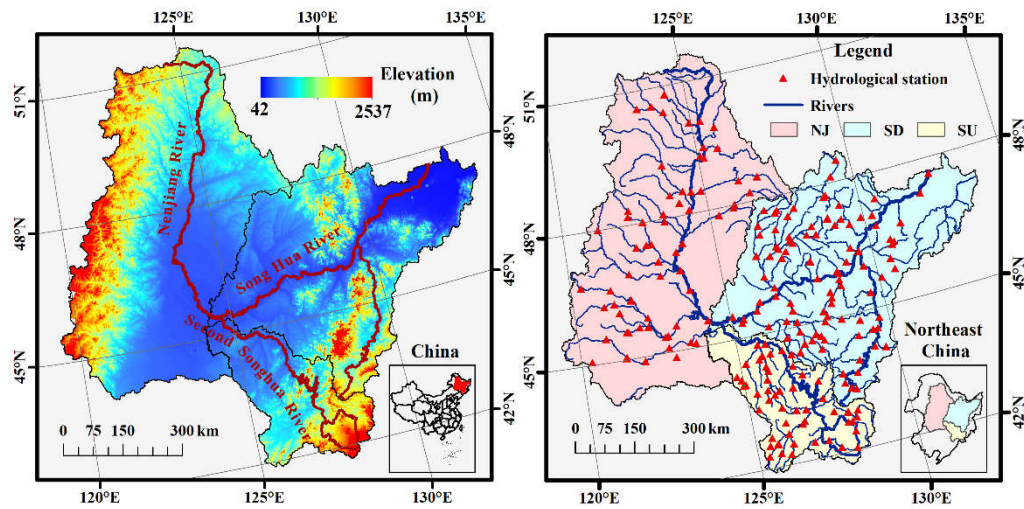 125°E
130°E
135°E
51°N
48°N
45°N
48°N
45°N
42°N
Elevation
(m)
42
2537
Nenjiang River
Song Hua River
Second Songhua River
China
0 75 150 300 km
120°E
125°E
130°E
125°E
130°E
135°E
51°N
48°N
45°N
48°N
45°N
42°N
Legend
Hydrological station
Rivers
NJ SD SU
Northeast
China
0 75 150 300 km
120°E
125°E
130°E